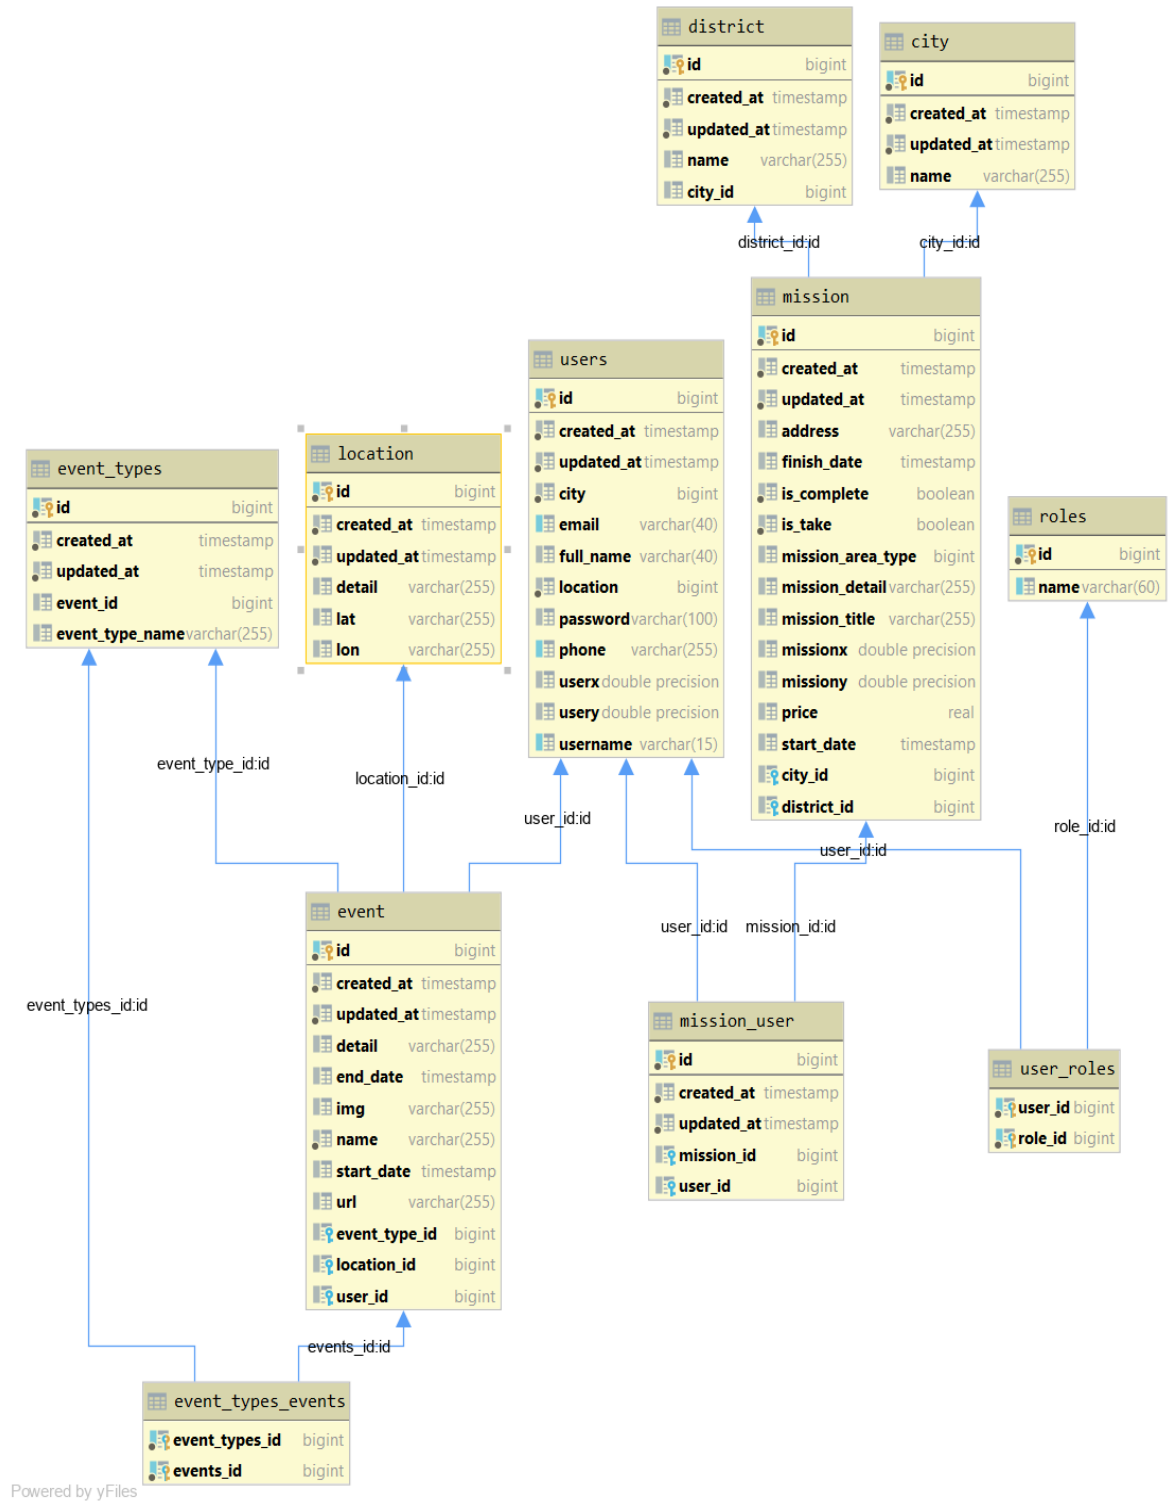 district
id bigint
created_at timestamp
updated_at timestamp
name varchar(255)
city_id bigint
city
id bigint
created_at timestamp
updated_at timestamp
name varchar(255)
district_id:id
city_id:id
mission
id bigint
created_at timestamp
updated_at timestamp
address varchar(255)
finish_date timestamp
is_complete boolean
is_take boolean
mission_area_type bigint
mission_detail varchar(255)
mission_title varchar(255)
missionx double precision
missiony double precision
price real
start_date timestamp
city_id bigint
district_id bigint
users
id bigint
created_at timestamp
updated_at timestamp
city bigint
email varchar(40)
full_name varchar(40)
location bigint
password varchar(100)
phone varchar(255)
userx double precision
usery double precision
username varchar(15)
location
id bigint
created_at timestamp
updated_at timestamp
detail varchar(255)
lat varchar(255)
lon varchar(255)
event_types
id bigint
created_at timestamp
updated_at timestamp
event_id bigint
event_type_name varchar(255)
roles
id bigint
name varchar(60)
event_type_id:id
location_id:id
user_id:id
user_id:id
role_id:id
user_id:id
mission_id:id
event_types_id:id
event
id bigint
created_at timestamp
updated_at timestamp
detail varchar(255)
end_date timestamp
img varchar(255)
name varchar(255)
start_date timestamp
url varchar(255)
event_type_id bigint
location_id bigint
user_id bigint
mission_user
id bigint
created_at timestamp
updated_at timestamp
mission_id bigint
user_id bigint
user_roles
user_id bigint
role_id bigint
events_id:id
event_types_events
event_types_id bigint
events_id bigint
Powered by yFiles